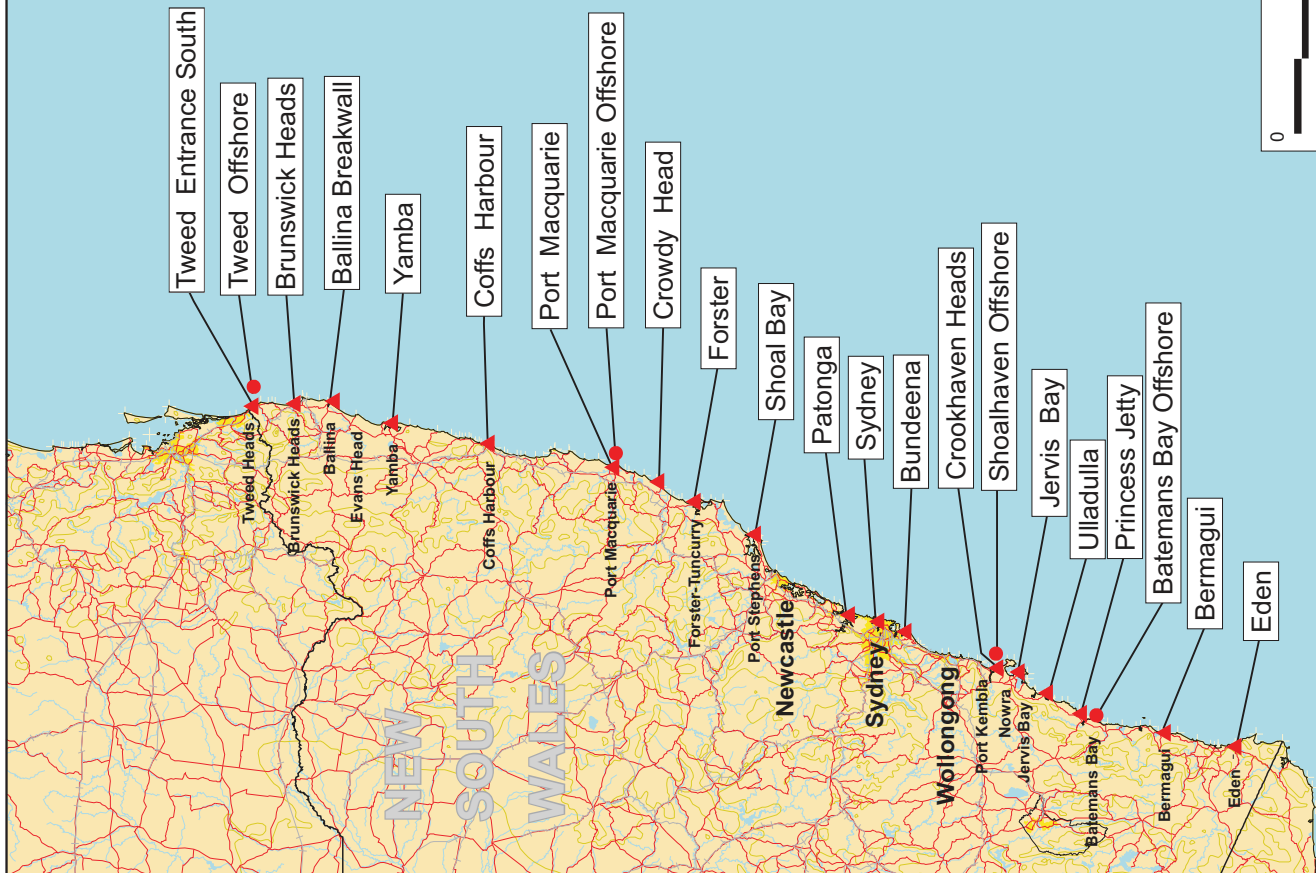 Tweed Entrance South
Tweed Offshore
Brunswick Heads
Ballina Breakwall
Yamba
Coffs Harbour
Port Macquarie
Port Macquarie Offshore
Crowdy Head
Forster
Shoal Bay
Patonga
Sydney
Bundeena
Crookhaven Heads
Shoalhaven Offshore
Jervis Bay
Ulladulla
Princess Jetty
Batemans Bay Offshore
Bermagui
Eden
Tweed Heads
Brunswick Heads
Ballina
Evans Head
Yamba
Coffs Harbour
Port Macquarie
Forster-Tuncurry
Port Stephens
Newcastle
Sydney
Wollongong
Port Kembla
Nowra
Jervis Bay
Batemans Bay
Bermagui
Eden
NEW
SOUTH
WALES
0